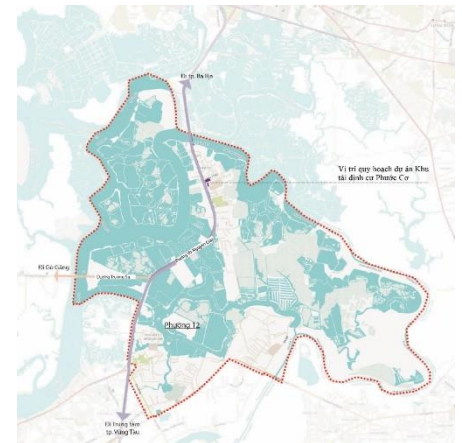 Đi tp. Bà Rịa
Vị trí quy hoạch dự án Khu
tái định cư Phước Cơ
Đi Gò Găng
Phường 12
Đi trung tâm
tp. Vũng Tàu